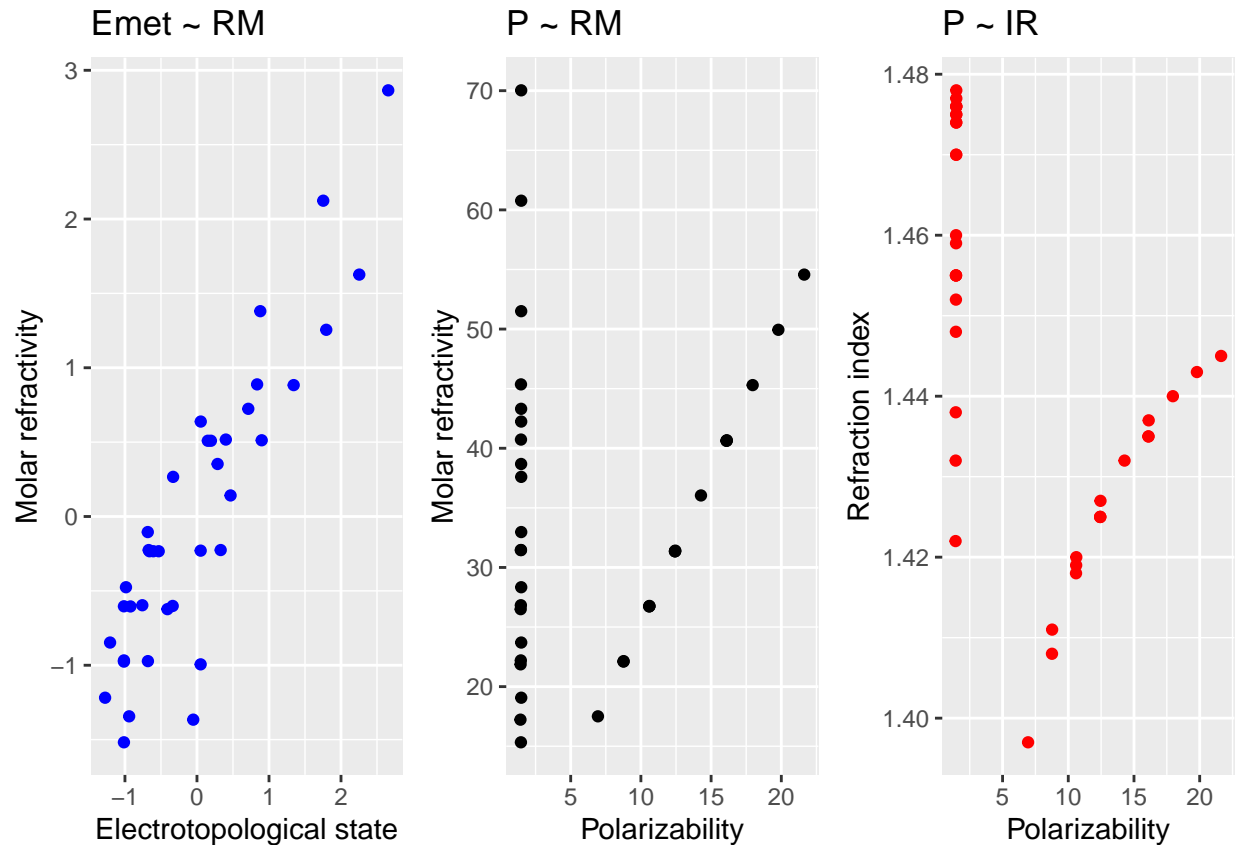 Emet ~ RM
3
2
1
0
−1
Molar refractivity
−1 0 1 2
Electrotopological state
P ~ RM
70
60
50
40
30
20
Molar refractivity
5 10 15 20
Polarizability
P ~ IR
1.48
1.46
1.44
1.42
1.40
Refraction index
5 10 15 20
Polarizability